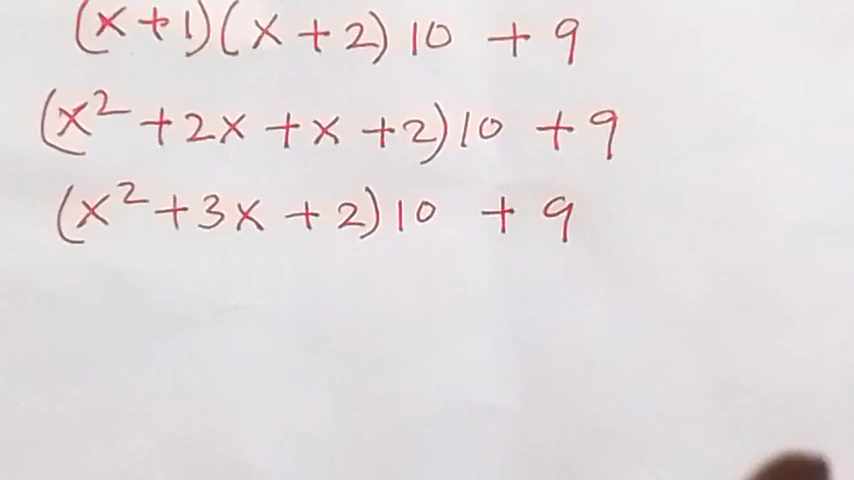 (x+1)(x+2)10 +9
(x²+2x+x+2)10 +9
(x²+3x+2)10 +9